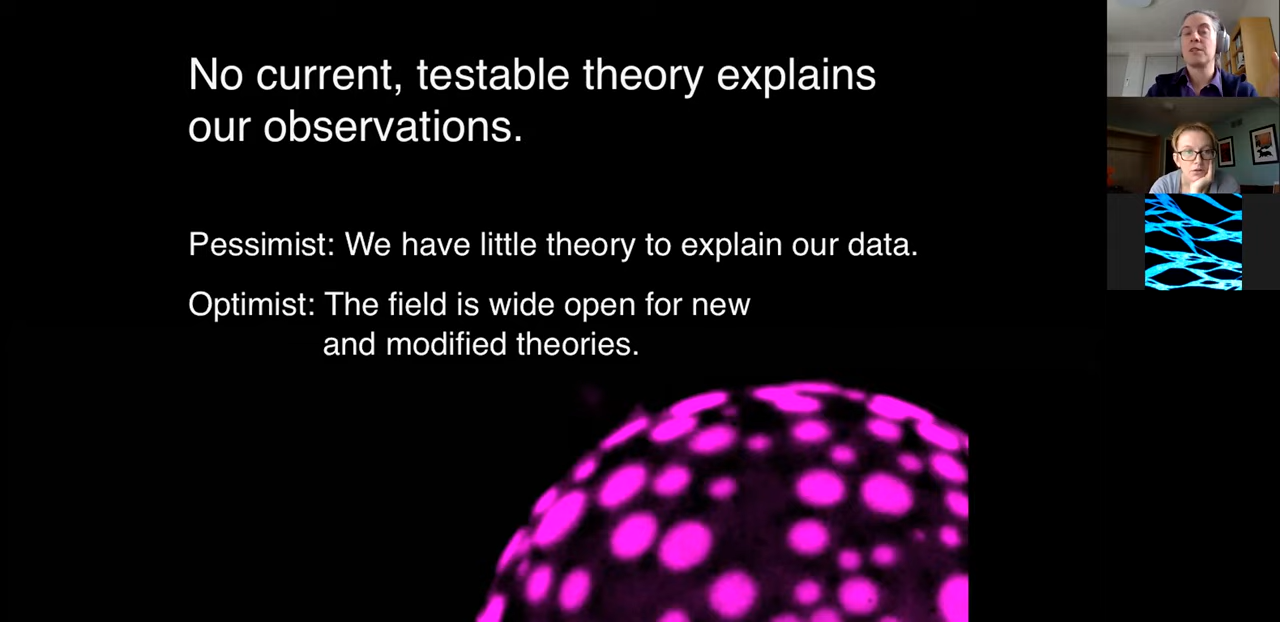 No current, testable theory explains
our observations.
Pessimist: We have little theory to explain our data.
Optimist: The field is wide open for new
and modified theories.